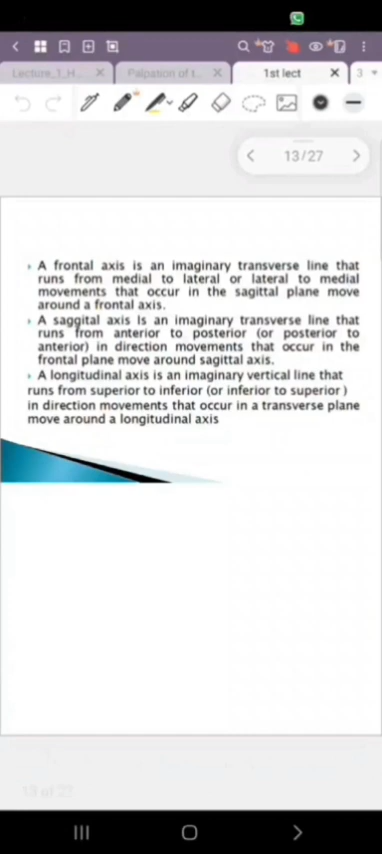 Lecture_1_H...
Palpation of t...
1st lect
3
13/27
A frontal axis is an imaginary transverse line that
runs from medial to lateral or lateral to medial
movements that occur in the sagittal plane move
around a frontal axis.
A saggital axis is an imaginary transverse line that
runs from anterior to posterior (or posterior to
anterior) in direction movements that occur in the
frontal plane move around sagittal axis.
A longitudinal axis is an imaginary vertical line that
runs from superior to inferior (or inferior to superior )
in direction movements that occur in a transverse plane
move around a longitudinal axis
13 of 27